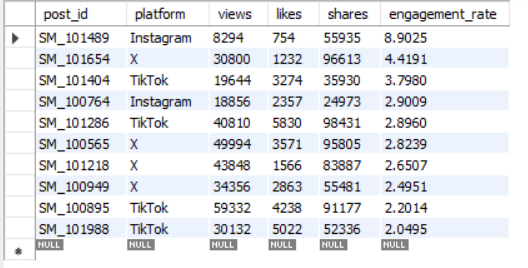 post_id platform views likes shares engagement_rate
SM_101489 Instagram 8294 754 55935 8.9025
SM_101654 X 30800 1232 96613 4.4191
SM_101404 TikTok 19644 3274 35930 3.7980
SM_100764 Instagram 18856 2357 24973 2.9009
SM_101286 TikTok 40810 5830 98431 2.8960
SM_100565 X 49994 3571 95805 2.8239
SM_101218 X 43848 1566 83887 2.6507
SM_100949 X 34356 2863 55481 2.4951
SM_100895 TikTok 59332 4238 91177 2.2014
SM_101988 TikTok 30132 5022 52336 2.0495
NULL NULL NULL NULL NULL NULL